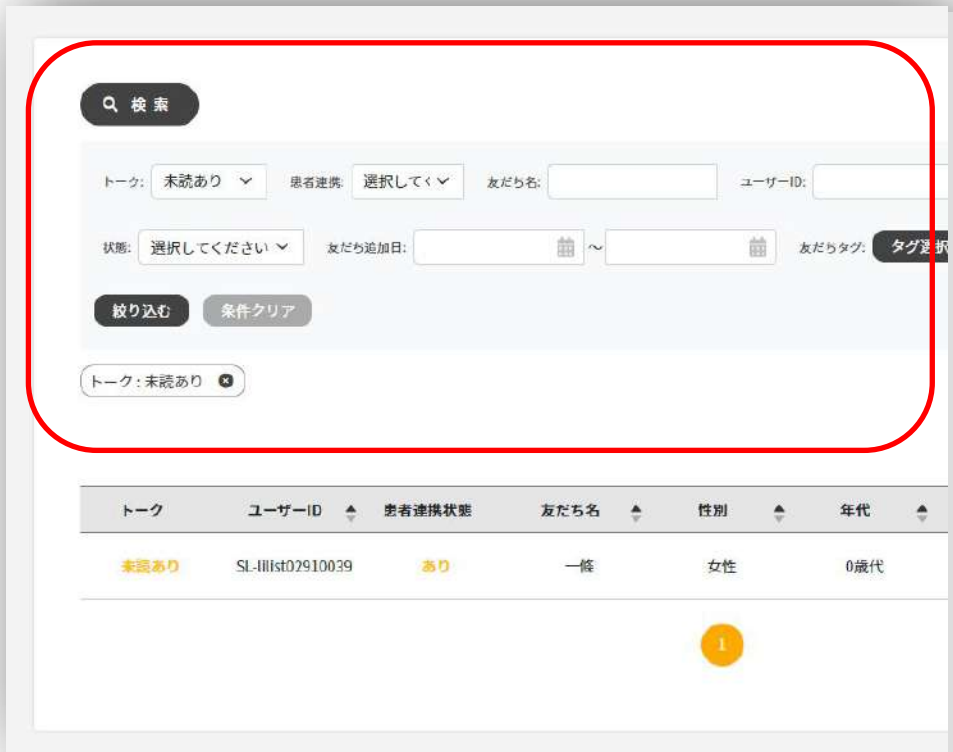 検索
トーク: 未読あり 患者連携: 選択してく 友だち名: ユーザーID:
状態: 選択してください 友だち追加日: ～ 友だちタグ: タグ選択
絞り込む 条件クリア
トーク : 未読あり
トーク ユーザーID 患者連携状態 友だち名 性別 年代
未読あり SL-lilist02910039 あり 一條 女性 0歳代
1